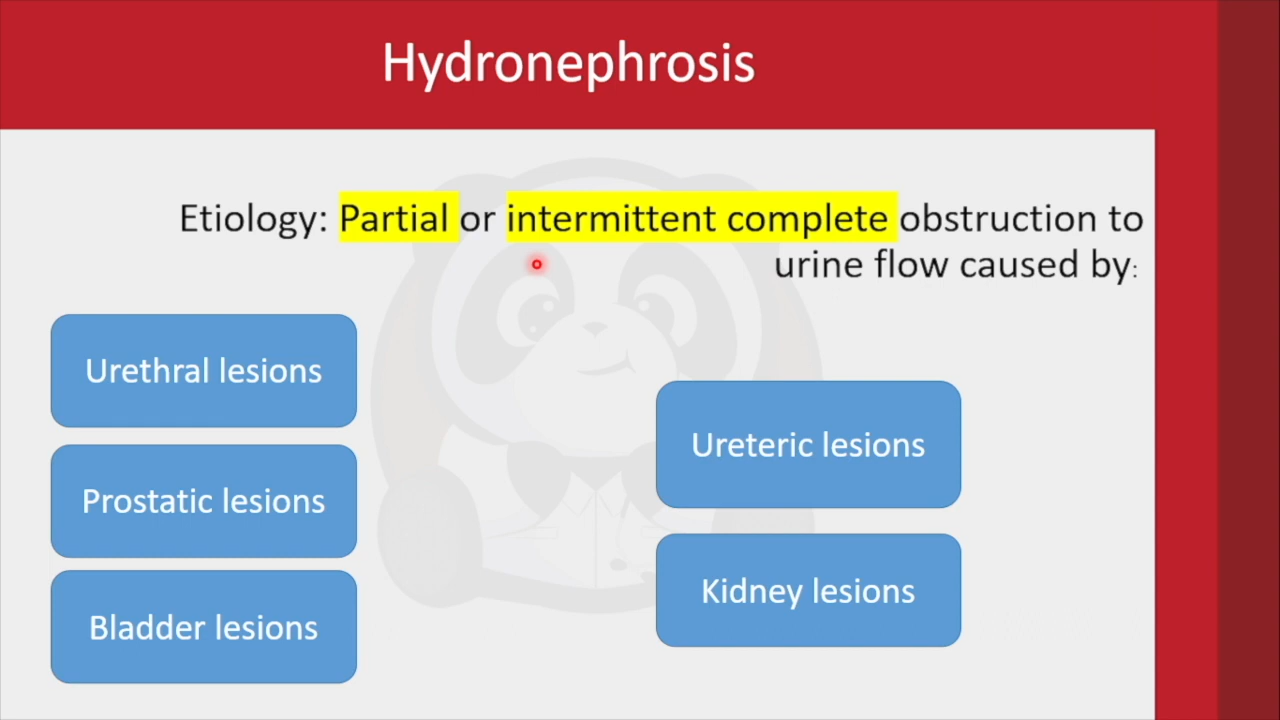 Hydronephrosis
Etiology: Partial or intermittent complete obstruction to
urine flow caused by:
Urethral lesions
Prostatic lesions
Bladder lesions
Ureteric lesions
Kidney lesions